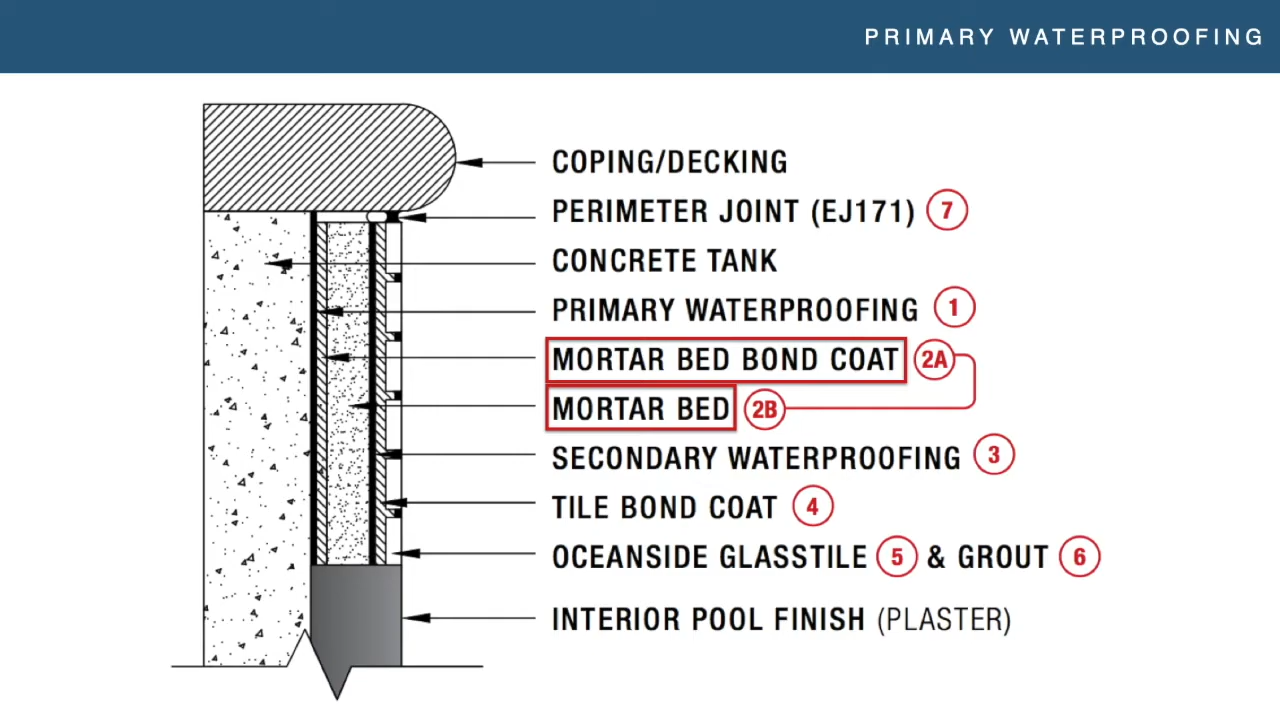 PRIMARY WATERPROOFING
COPING/DECKING
PERIMETER JOINT (EJ171) 7
CONCRETE TANK
PRIMARY WATERPROOFING 1
MORTAR BED BOND COAT 2A
MORTAR BED 2B
SECONDARY WATERPROOFING 3
TILE BOND COAT 4
OCEANSIDE GLASSTILE 5 & GROUT 6
INTERIOR POOL FINISH (PLASTER)